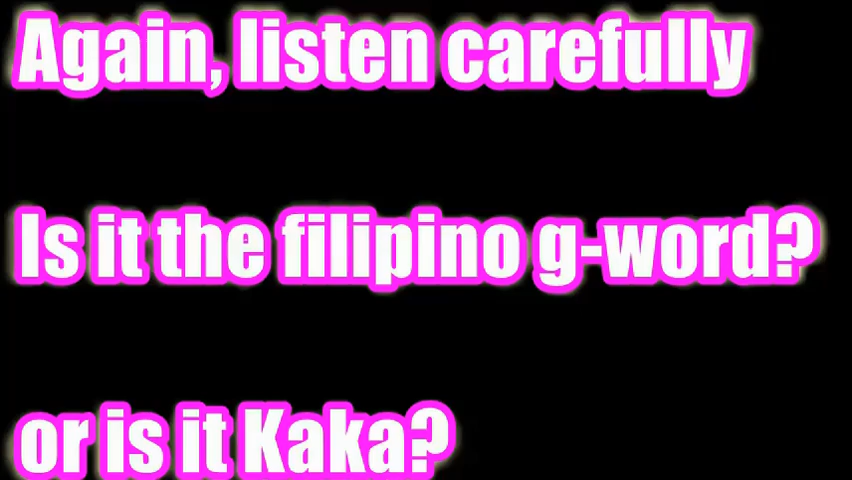 Again, listen carefully
Is it the filipino g-word?
or is it Kaka?